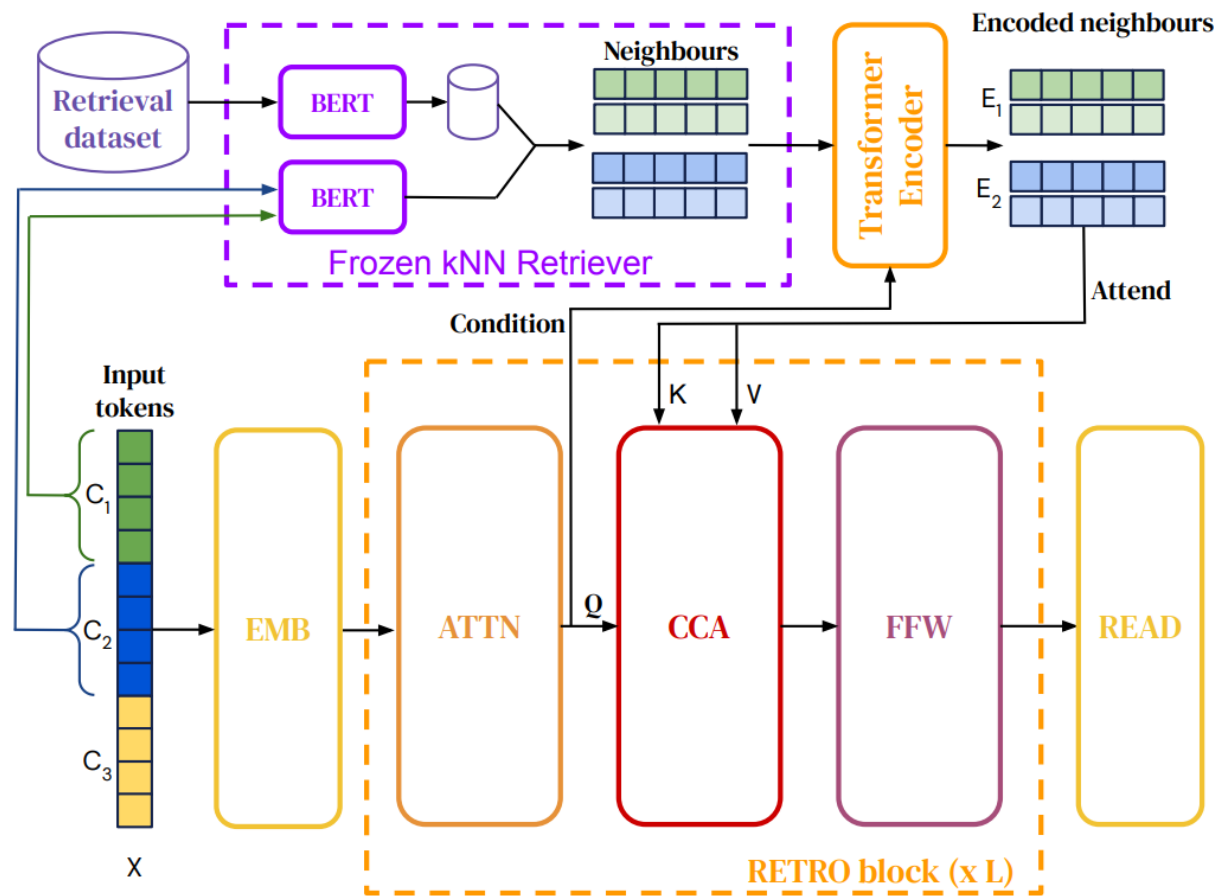 Encoded neighbours
Neighbours
Retrieval
dataset
BERT
BERT
Frozen kNN Retriever
Transformer
Encoder
E₁
E₂
Condition
Attend
Input
tokens
K
V
C₁
C₂
C₃
X
EMB
ATTN
Q
CCA
FFW
READ
RETRO block (x L)